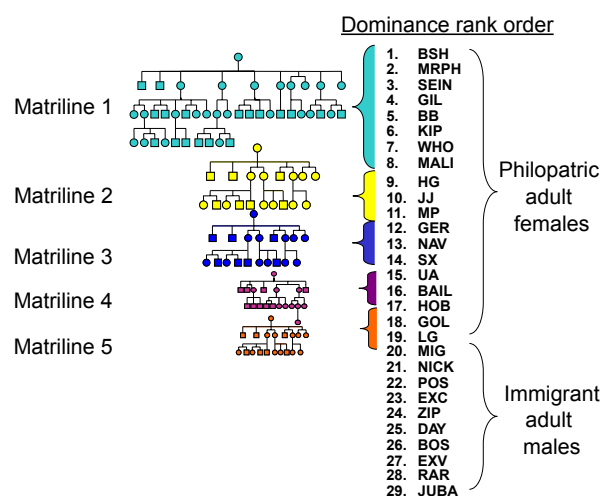 Dominance rank order
1. BSH
2. MRPH
3. SEIN
4. GIL
5. BB
6. KIP
7. WHO
8. MALI
9. HG
10. JJ
11. MP
12. GER
13. NAV
14. SX
15. UA
16. BAIL
17. HOB
18. GOL
19. LG
20. MIG
21. NICK
22. POS
23. EXC
24. ZIP
25. DAY
26. BOS
27. EXV
28. RAR
29. JUBA
Matriline 1
Matriline 2
Matriline 3
Matriline 4
Matriline 5
Philopatric
adult
females
Immigrant
adult
males